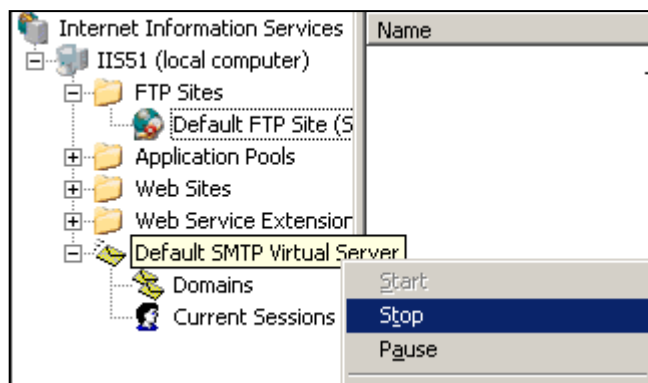 Internet Information Services
Name
IIS51 (local computer)
FTP Sites
Default FTP Site (S
Application Pools
Web Sites
Web Service Extension
Default SMTP Virtual Server
Domains
Current Sessions
Start
Stop
Pause